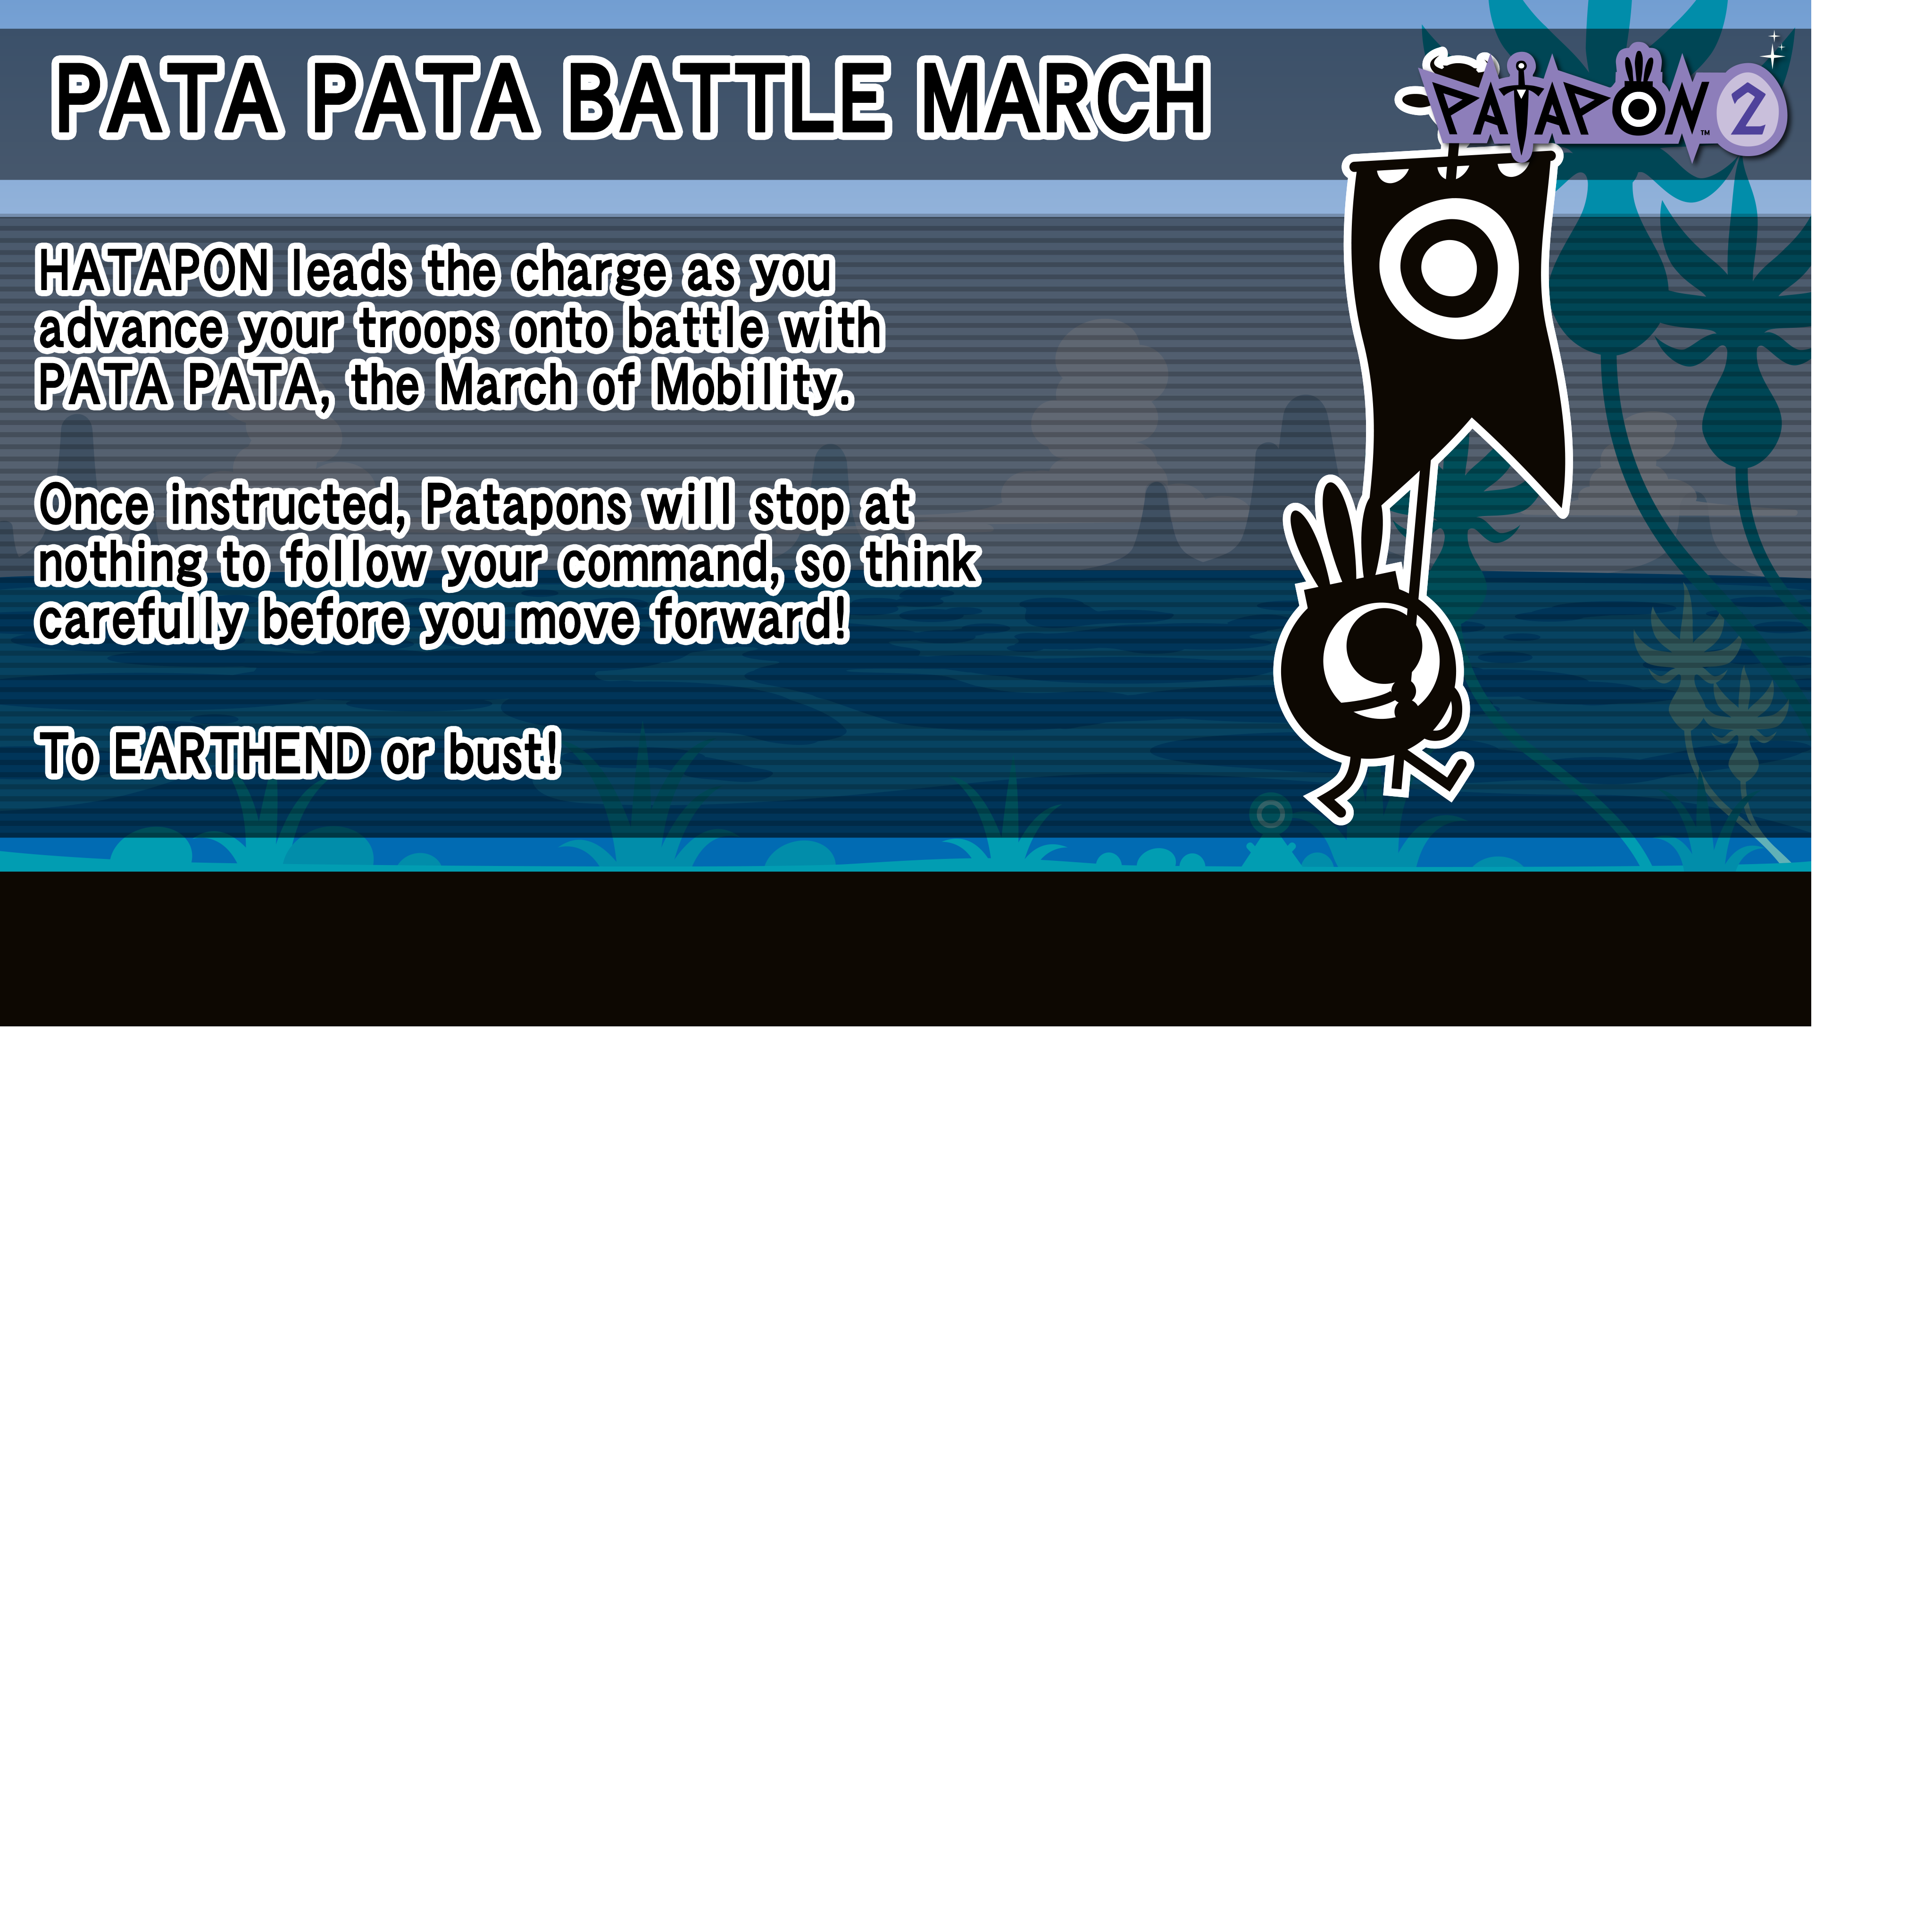 PATA PATA BATTLE MARCH
PATAPON™ 2
HATAPON leads the charge as you
advance your troops onto battle with
PATA PATA, the March of Mobility.
Once instructed, Patapons will stop at
nothing to follow your command, so think
carefully before you move forward!
To EARTHEND or bust!